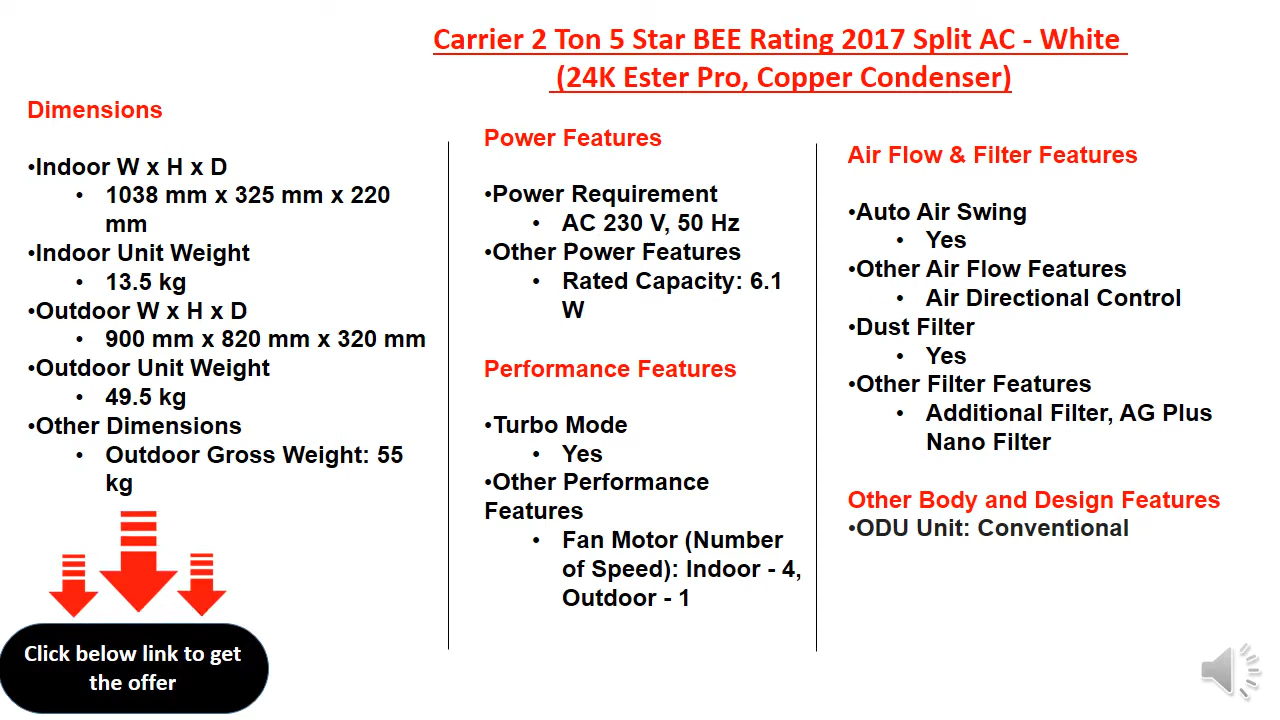 Carrier 2 Ton 5 Star BEE Rating 2017 Split AC - White
(24K Ester Pro, Copper Condenser)
Dimensions
•Indoor W x H x D
• 1038 mm x 325 mm x 220
mm
•Indoor Unit Weight
• 13.5 kg
•Outdoor W x H x D
• 900 mm x 820 mm x 320 mm
•Outdoor Unit Weight
• 49.5 kg
•Other Dimensions
• Outdoor Gross Weight: 55
kg
Click below link to get
the offer
Power Features
•Power Requirement
• AC 230 V, 50 Hz
•Other Power Features
• Rated Capacity: 6.1
W
Performance Features
•Turbo Mode
• Yes
•Other Performance
Features
• Fan Motor (Number
of Speed): Indoor - 4,
Outdoor - 1
Air Flow & Filter Features
•Auto Air Swing
• Yes
•Other Air Flow Features
• Air Directional Control
•Dust Filter
• Yes
•Other Filter Features
• Additional Filter, AG Plus
Nano Filter
Other Body and Design Features
•ODU Unit: Conventional